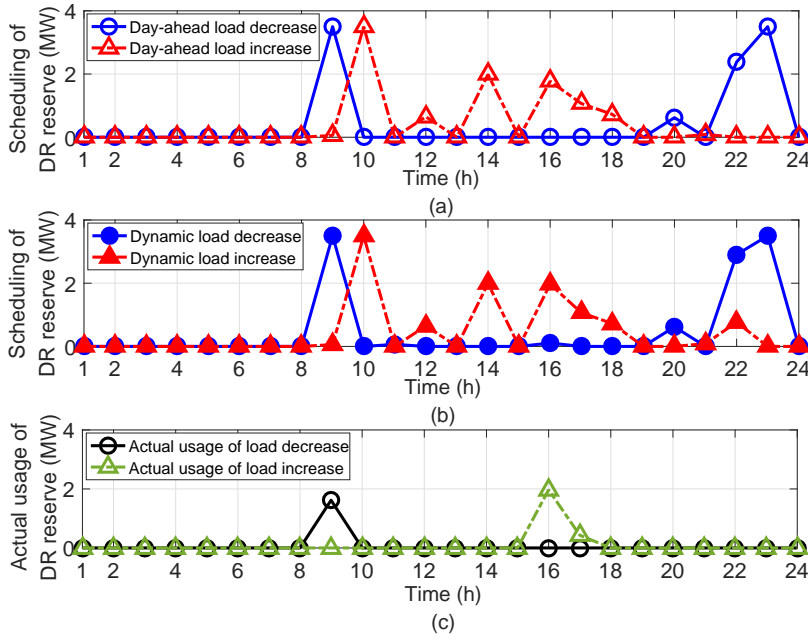 Scheduling of
DR reserve (MW)
4
2
0
Day-ahead load decrease
Day-ahead load increase
1 2 4 6 8 10 12 14 16 18 20 22 24
Time (h)
(a)
Scheduling of
DR reserve (MW)
4
2
0
Dynamic load decrease
Dynamic load increase
1 2 4 6 8 10 12 14 16 18 20 22 24
Time (h)
(b)
Actual usage of
DR reserve (MW)
4
2
0
Actual usage of load decrease
Actual usage of load increase
1 2 4 6 8 10 12 14 16 18 20 22 24
Time (h)
(c)